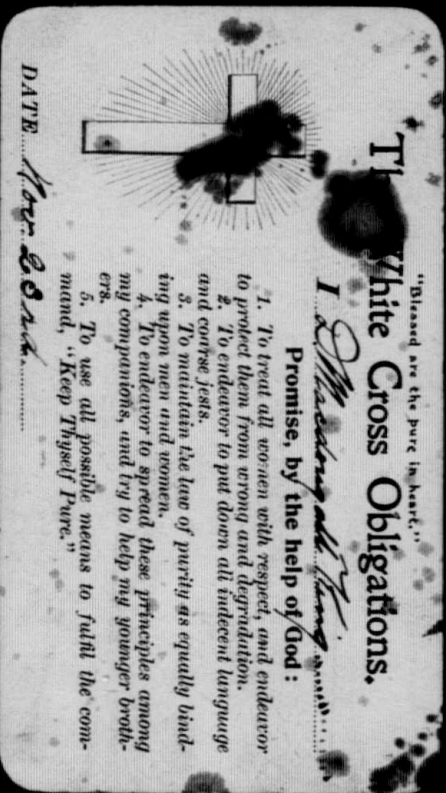 "Blessed are the pure in heart."
White Cross Obligations.
I D Macdougall King
Promise, by the help of God:
1. To treat all women with respect, and endeavor
to protect them from wrong and degradation.
2. To endeavor to put down all indecent language
and coarse jests.
3. To maintain the law of purity as equally bind-
ing upon men and women.
4. To endeavor to spread these principles among
my companions, and try to help my younger broth-
ers.
5. To use all possible means to fulfil the com-
mand, "Keep Thyself Pure."
DATE Nov 23rd